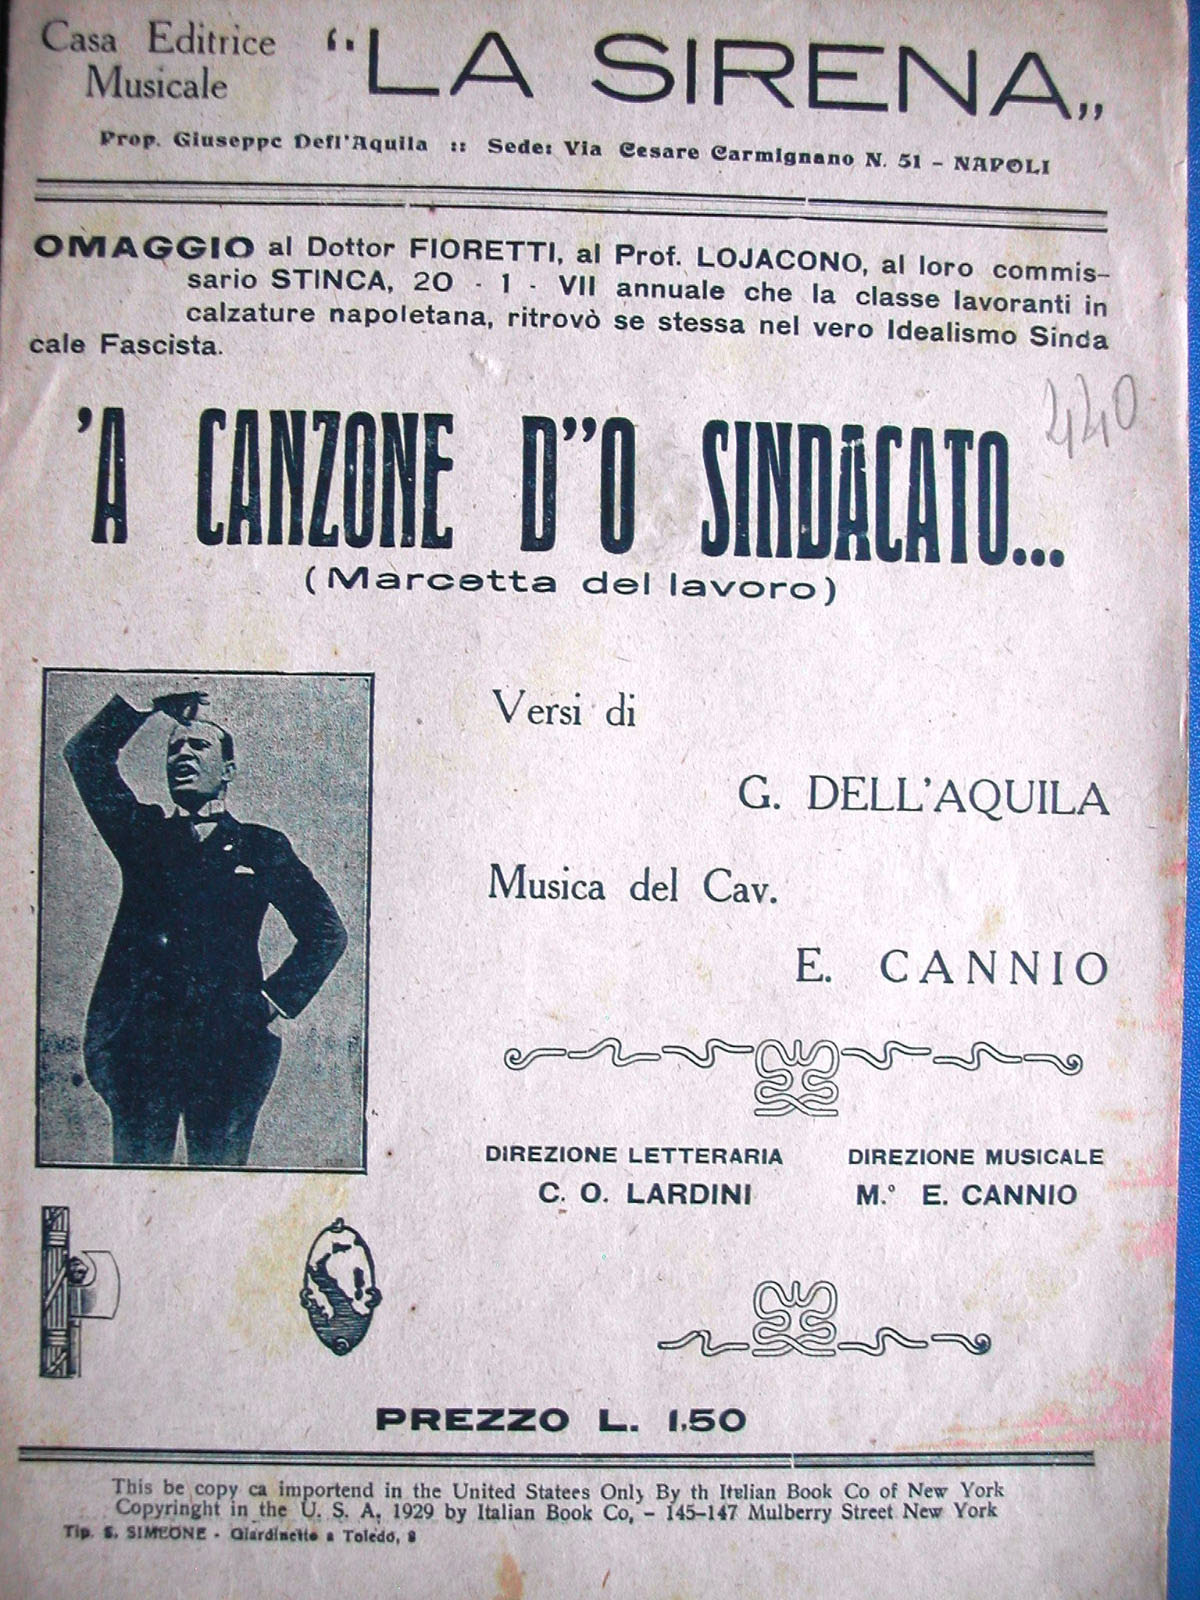 Casa Editrice
Musicale
"LA SIRENA„
Prop. Giuseppe Dell'Aquila :: Sede: Via Cesare Carmignano N. 51 - NAPOLI
OMAGGIO al Dottor FIORETTI, al Prof. LOJACONO, al loro commis-
sario STINCA, 20 - 1 - VII annuale che la classe lavoranti in
calzature napoletana, ritrovò se stessa nel vero Idealismo Sinda
cale Fascista.
440
'A CANZONE D''O SINDACATO...
(Marcetta del lavoro)
Versi di
G. DELL'AQUILA
Musica del Cav.
E. CANNIO
DIREZIONE LETTERARIA
C. O. LARDINI
DIREZIONE MUSICALE
M.° E. CANNIO
PREZZO L. 1,50
This be copy ca importend in the United Statees Only By th Italian Book Co of New York
Copyringht in the U. S. A. 1929 by Italian Book Co, - 145-147 Mulberry Street New York
Tip. S. SIMEONE - Giardinetto a Toledo, 8